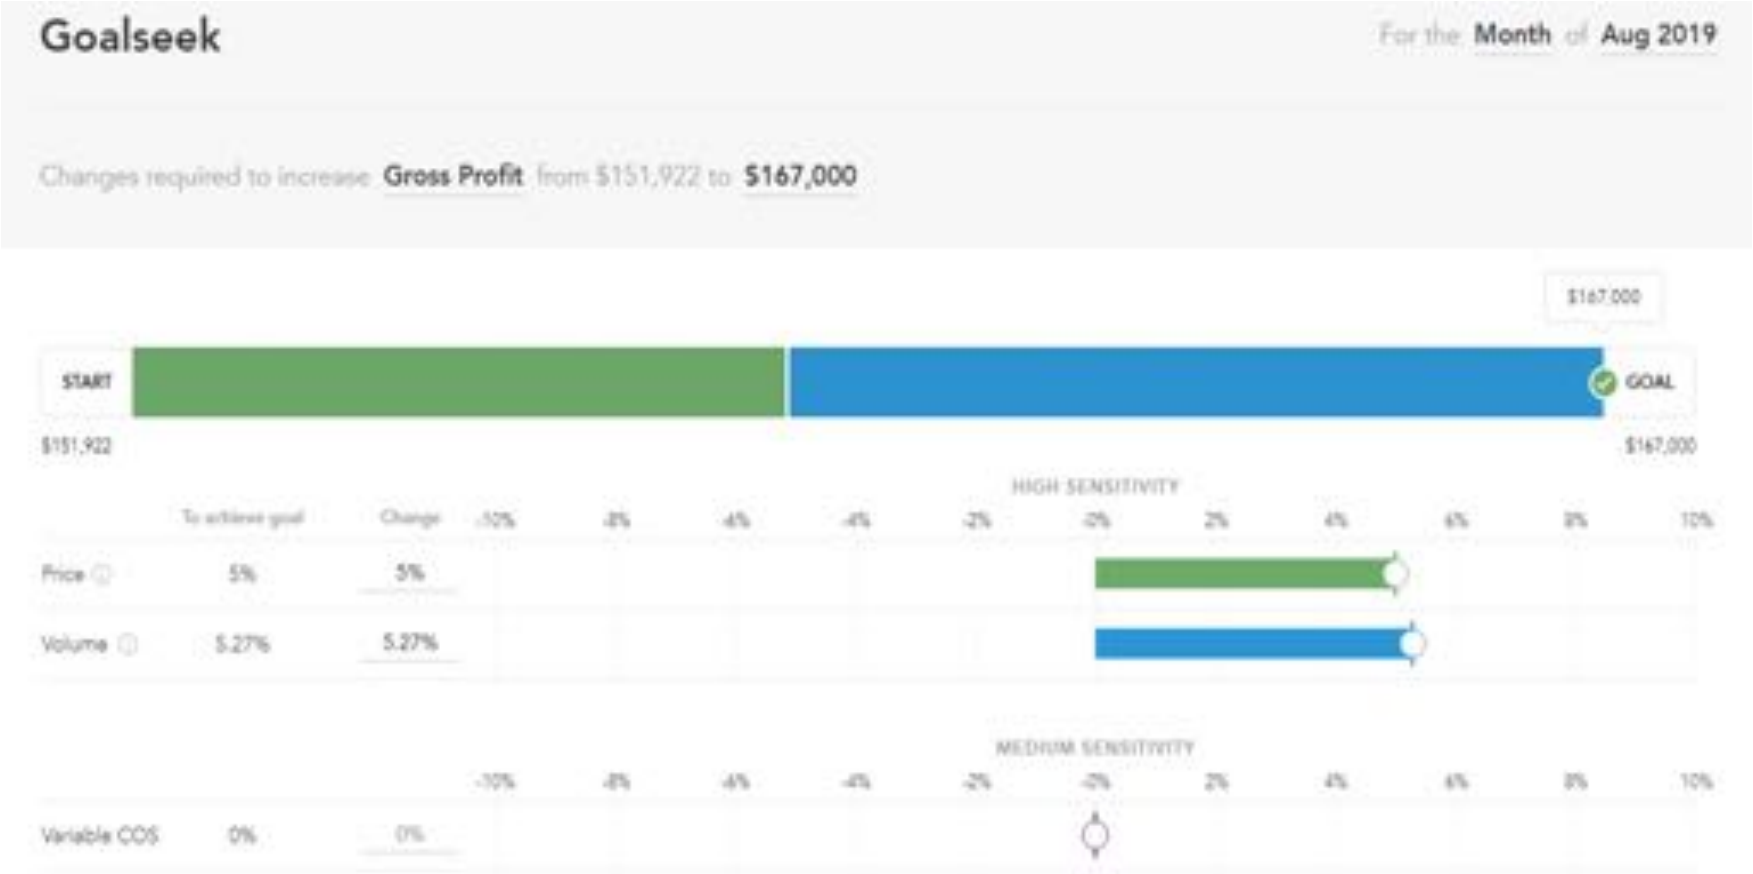 Goalseek
For the Month of Aug 2019
Changes required to increase Gross Profit from $151,922 to $167,000
$167,000
START
GOAL
$151,922
$167,000
HIGH SENSITIVITY
To achieve goal Change -10% -8% -6% -4% -2% -0% 2% 4% 6% 8% 10%
Price 5% 5%
Volume 5.27% 5.27%
MEDIUM SENSITIVITY
-10% -8% -6% -4% -2% -0% 2% 4% 6% 8% 10%
Variable COS 0% 0%